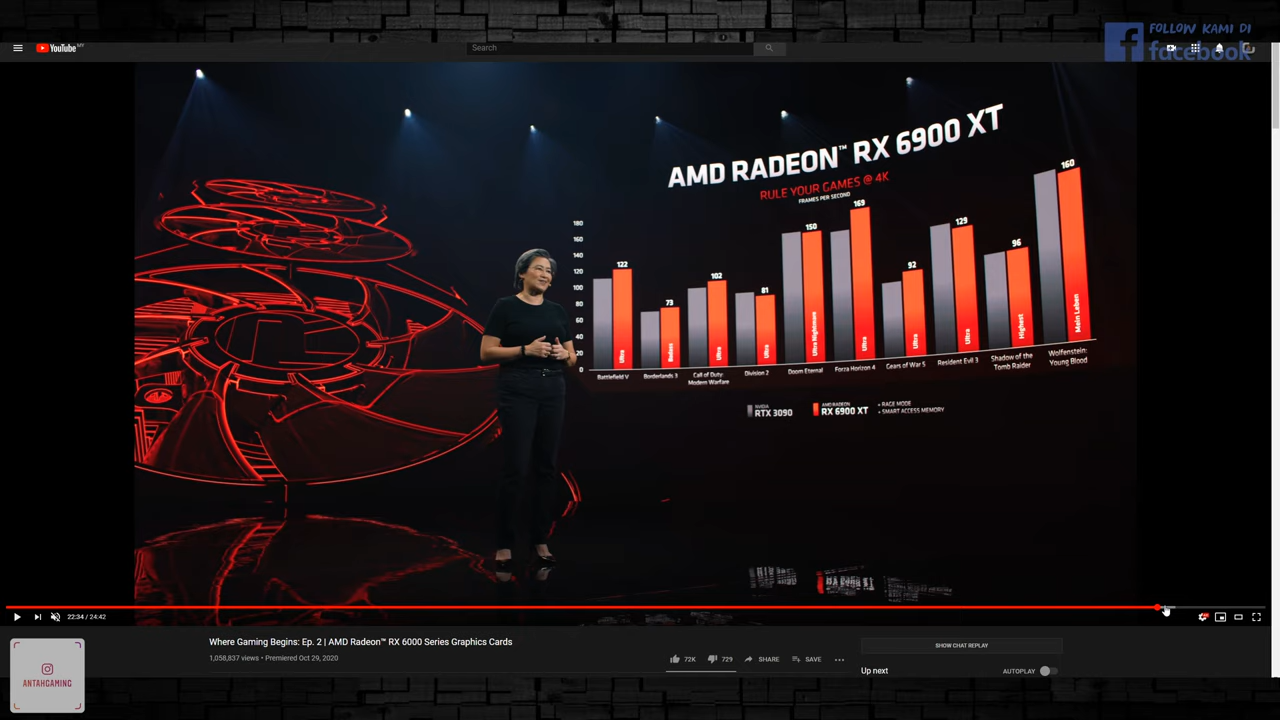 FOLLOW KAMI DI
facebook
YouTube MY
Search
AMD RADEON™ RX 6900 XT
RULE YOUR GAMES @ 4K
FRAMES PER SECOND
180
160
140
120
100
80
60
40
20
0
122
73
102
81
150
169
92
129
96
160
Ultra
Badass
Ultra
Ultra
Ultra Nightmare
Ultra
Ultra
Ultra
Highest
Mein Leben
Battlefield V
Borderlands 3
Call of Duty:
Modern Warfare
Division 2
Doom Eternal
Forza Horizon 4
Gears of War 5
Resident Evil 3
Shadow of the
Tomb Raider
Wolfenstein:
Young Blood
NVIDIA
RTX 3090
AMD RADEON
RX 6900 XT
+ RAGE MODE
+ SMART ACCESS MEMORY
22:34 / 24:42
Where Gaming Begins: Ep. 2 | AMD Radeon™ RX 6000 Series Graphics Cards
1,058,837 views • Premiered Oct 29, 2020
72K
729
SHARE
SAVE
SHOW CHAT REPLAY
Up next
AUTOPLAY
ANTAHGAMING